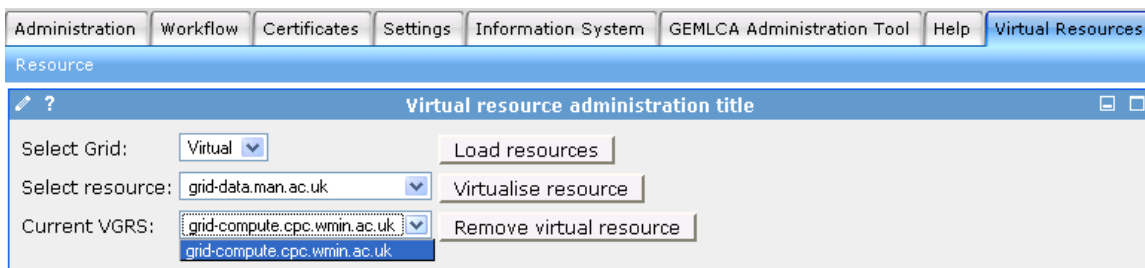 Administration Workflow Certificates Settings Information System GEMLCA Administration Tool Help Virtual Resources
Resource
? Virtual resource administration title
Select Grid: Virtual Load resources
Select resource: grid-data.man.ac.uk Virtualise resource
Current VGRS: grid-compute.cpc.wmin.ac.uk Remove virtual resource
grid-compute.cpc.wmin.ac.uk